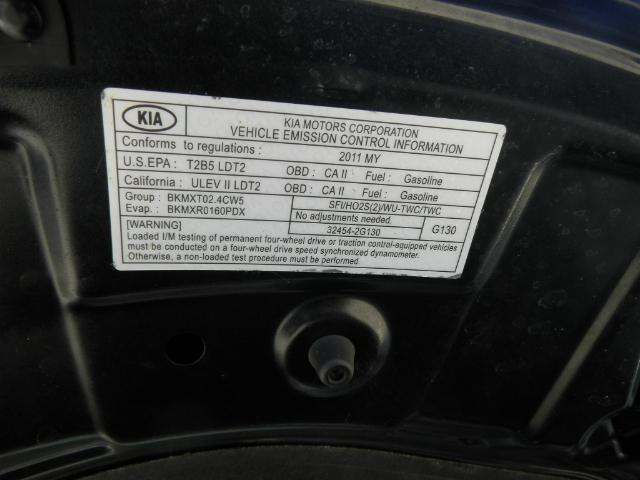 KIA
KIA MOTORS CORPORATION
VEHICLE EMISSION CONTROL INFORMATION
Conforms to regulations : 2011 MY
U.S.EPA : T2B5 LDT2 OBD : CA II Fuel : Gasoline
California : ULEV II LDT2 OBD : CA II Fuel : Gasoline
Group : BKMXT02.4CW5 SFI/HO2S(2)/WU-TWC/TWC
Evap. : BKMXR0160PDX No adjustments needed. G130
32454-2G130
[WARNING]
Loaded I/M testing of permanent four-wheel drive or traction control-equipped vehicles
must be conducted on a four-wheel drive speed synchronized dynamometer.
Otherwise, a non-loaded test procedure must be performed.